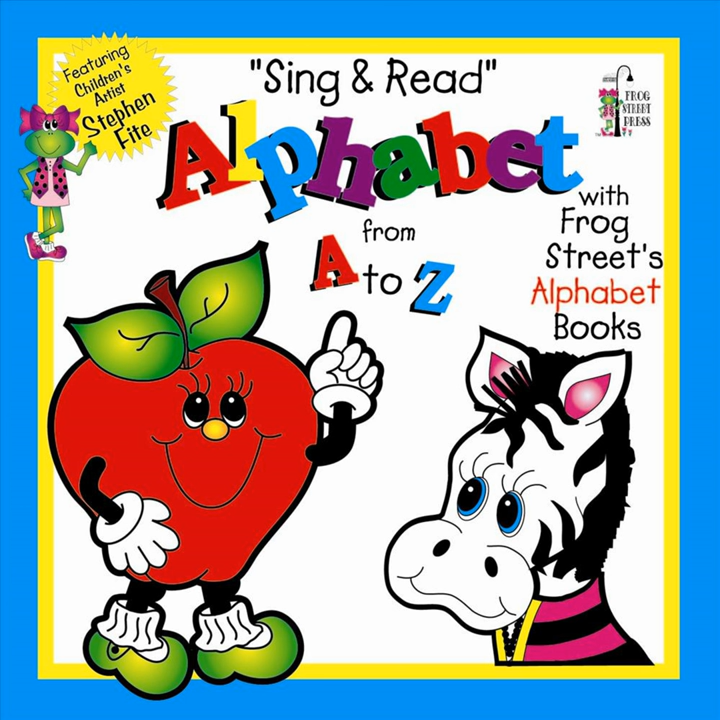 Featuring
Children's
Artist
Stephen
Fite
"Sing & Read"
FROG
STREET
PRESS
Alphabet
from
A to Z
with
Frog
Street's
Alphabet
Books